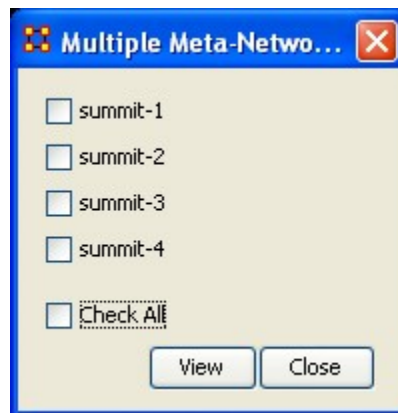 Multiple Meta-Netwo...
summit-1
summit-2
summit-3
summit-4
Check All
View Close